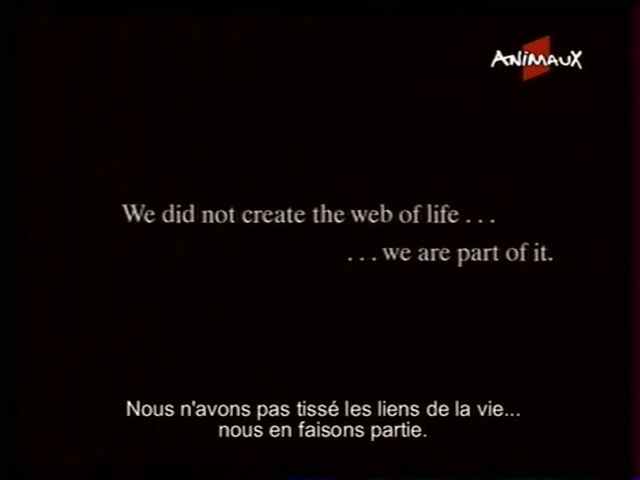 ANiMAUX
We did not create the web of life . . .
. . . we are part of it.
Nous n'avons pas tissé les liens de la vie...
nous en faisons partie.